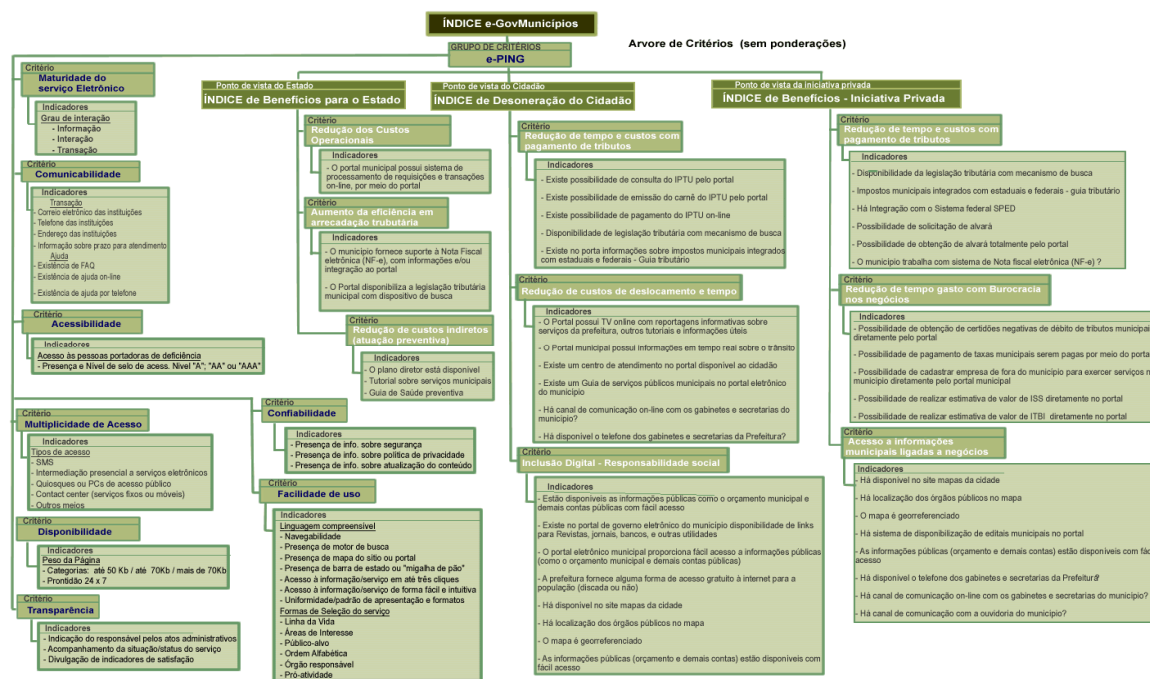 ÍNDICE e-GovMunicipios
Arvore de Critérios (sem ponderações)
GRUPO DE CRITÉRIOS
e-PING
Critério
Maturidade do
serviço Eletrônico
Indicadores
Grau de interação
- Informação
- Interação
- Transação
Critério
Comunicabilidade
Indicadores
Transação
- Correio eletrônico das instituições
- Telefone das instituições
- Endereço das instituições
- Informação sobre prazo para atendimento
Ajuda
- Existência de FAQ
- Existência de ajuda on-line
- Existência de ajuda por telefone
Critério
Acessibilidade
Indicadores
Acesso às pessoas portadoras de deficiência
- Presença e Nível de selo de acess. Nivel "A"; "AA" ou "AAA"
Critério
Multiplicidade de Acesso
Indicadores
Tipos de acesso
- SMS
- Intermediação presencial a serviços eletrônicos
- Quiosques ou PCs de acesso público
- Contact center (serviços fixos ou móveis)
- Outros meios
Critério
Disponibilidade
Indicadores
Peso da Página
- Categorias: até 50 Kb / até 70Kb / mais de 70Kb
- Prontidão 24 x 7
Critério
Transparência
Indicadores
- Indicação do responsável pelos atos administrativos
- Acompanhamento da situação/status do serviço
- Divulgação de indicadores de satisfação
Critério
Confiabilidade
Indicadores
- Presença de info. sobre segurança
- Presença de info. sobre politica de privacidade
- Presença de info. sobre atualização do conteúdo
Critério
Facilidade de uso
Indicadores
Linguagem compreensível
- Navegabilidade
- Presença de motor de busca
- Presença de mapa do sitio ou portal
- Presença de barra de estado ou "migalha de pão"
- Acesso à informação/serviço em até três cliques
- Acesso à informação/serviço de forma fácil e intuitiva
- Uniformidade/padrão de apresentação e formatos
Formas de Seleção do serviço
- Linha da Vida
- Áreas de Interesse
- Público-alvo
- Ordem Alfabética
- Órgão responsável
- Pró-atividade
Ponto de vista do Estado
ÍNDICE de Benefícios para o Estado
Critério
Redução dos Custos
Operacionais
Indicadores
- O portal municipal possui sistema de
processamento de requisições e transações
on-line, por meio do portal
Critério
Aumento da eficiência em
arrecadação trubutária
Indicadores
- O município fornece suporte à Nota Fiscal
eletrônica (NF-e), com informações e/ou
integração ao portal
- O Portal disponibiliza a legislação tributária
municipal com dispositivo de busca
Critério
Redução de custos indiretos
(atuação preventiva)
Indicadores
- O plano diretor está disponível
- Tutorial sobre serviços municipais
- Guia de Saúde preventiva
Ponto de vista do Cidadão
ÍNDICE de Desoneração do Cidadão
Critério
Redução de tempo e custos com
pagamento de tributos
Indicadores
- Existe possibilidade de consulta do IPTU pelo portal
- Existe possibilidade de emissão do carnê do IPTU pelo portal
- Existe possibilidade de pagamento do IPTU on-line
- Disponibilidade de legislação tributária com mecanismo de busca
- Existe no porta informações sobre impostos municipais integrados
com estaduais e federais - Guia tributário
Critério
Redução de custos de deslocamento e tempo
Indicadores
- O Portal possui TV online com reportagens informativas sobre
serviços da prefeitura, outros tutoriais e informações úteis
- O Portal municipal possui informações em tempo real sobre o trânsito
- Existe um centro de atendimento no portal disponível ao cidadão
- Existe um Guia de serviços públicos municipais no portal eletrônico
do município
- Há canal de comunicação on-line com os gabinetes e secretarias do
município?
- Há disponível o telefone dos gabinetes e secretarias da Prefeitura?
Critério
Inclusão Digital - Responsabilidade social
Indicadores
- Estão disponíveis as informações públicas como o orçamento municipal e
demais contas públicas com fácil acesso
- Existe no portal de governo eletrônico do município disponibilidade de links
para Revistas, jornais, bancos, e outras utilidades
- O portal eletrônico municipal proporciona fácil acesso a informações públicas
(como o orçamento municipal e demais contas públicas)
- A prefeitura fornece alguma forma de acesso gratuito à internet para a
população (discada ou não)
- Há disponível no site mapas da cidade
- Há localização dos órgãos públicos no mapa
- O mapa é georreferenciado
- As informações públicas (orçamento e demais contas) estão disponíveis com
fácil acesso
Ponto de vista da iniciativa privada
ÍNDICE de Benefícios - Iniciativa Privada
Critério
Redução de tempo e custos com
pagamento de tributos
Indicadores
- Disponibilidade da legislação tributária com mecanismo de busca
- Impostos municipais integrados com estaduais e federais - guia tributário
- Há Integração com o Sistema federal SPED
- Possibilidade de solicitação de alvará
- Possibilidade de obtenção de alvará totalmente pelo portal
- O município trabalha com sistema de Nota fiscal eletrônica (NF-e) ?
Critério
Redução de tempo gasto com Burocracia
nos negócios
Indicadores
- Possibilidade de obtenção de certidões negativas de débito de tributos municipai
diretamente pelo portal
- Possibilidade de pagamento de taxas municipais serem pagas por meio do porta
- Possibilidade de cadastrar empresa de fora do município para exercer serviços n
município diretamente pelo portal municipal
- Possibilidade de realizar estimativa de valor de ISS diretamente no portal
- Possibilidade de realizar estimativa de valor de ITBI diretamente no portal
Critério
Acesso a informações
municipais ligadas a negócios
Indicadores
- Há disponível no site mapas da cidade
- Há localização dos órgãos públicos no mapa
- O mapa é georreferenciado
- Há sistema de disponibilização de editais municipais no portal
- As informações públicas (orçamento e demais contas) estão disponíveis com fác
acesso
- Há disponível o telefone dos gabinetes e secretarias da Prefeitura?
- Há canal de comunicação on-line com os gabinetes e secretarias do município?
- Há canal de comunicação com a ouvidoria do município?